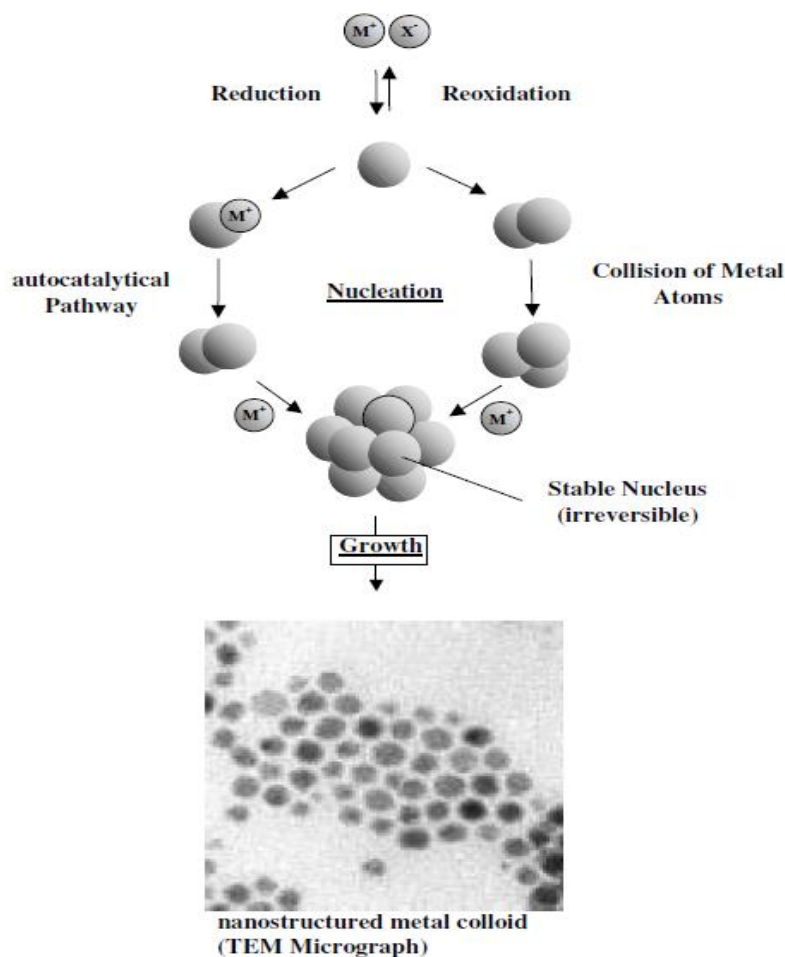 M+ X-
Reduction Reoxidation
M+
autocatalytical
Pathway
Nucleation
Collision of Metal
Atoms
M+ M+
Stable Nucleus
(irreversible)
Growth
nanostructured metal colloid
(TEM Micrograph)